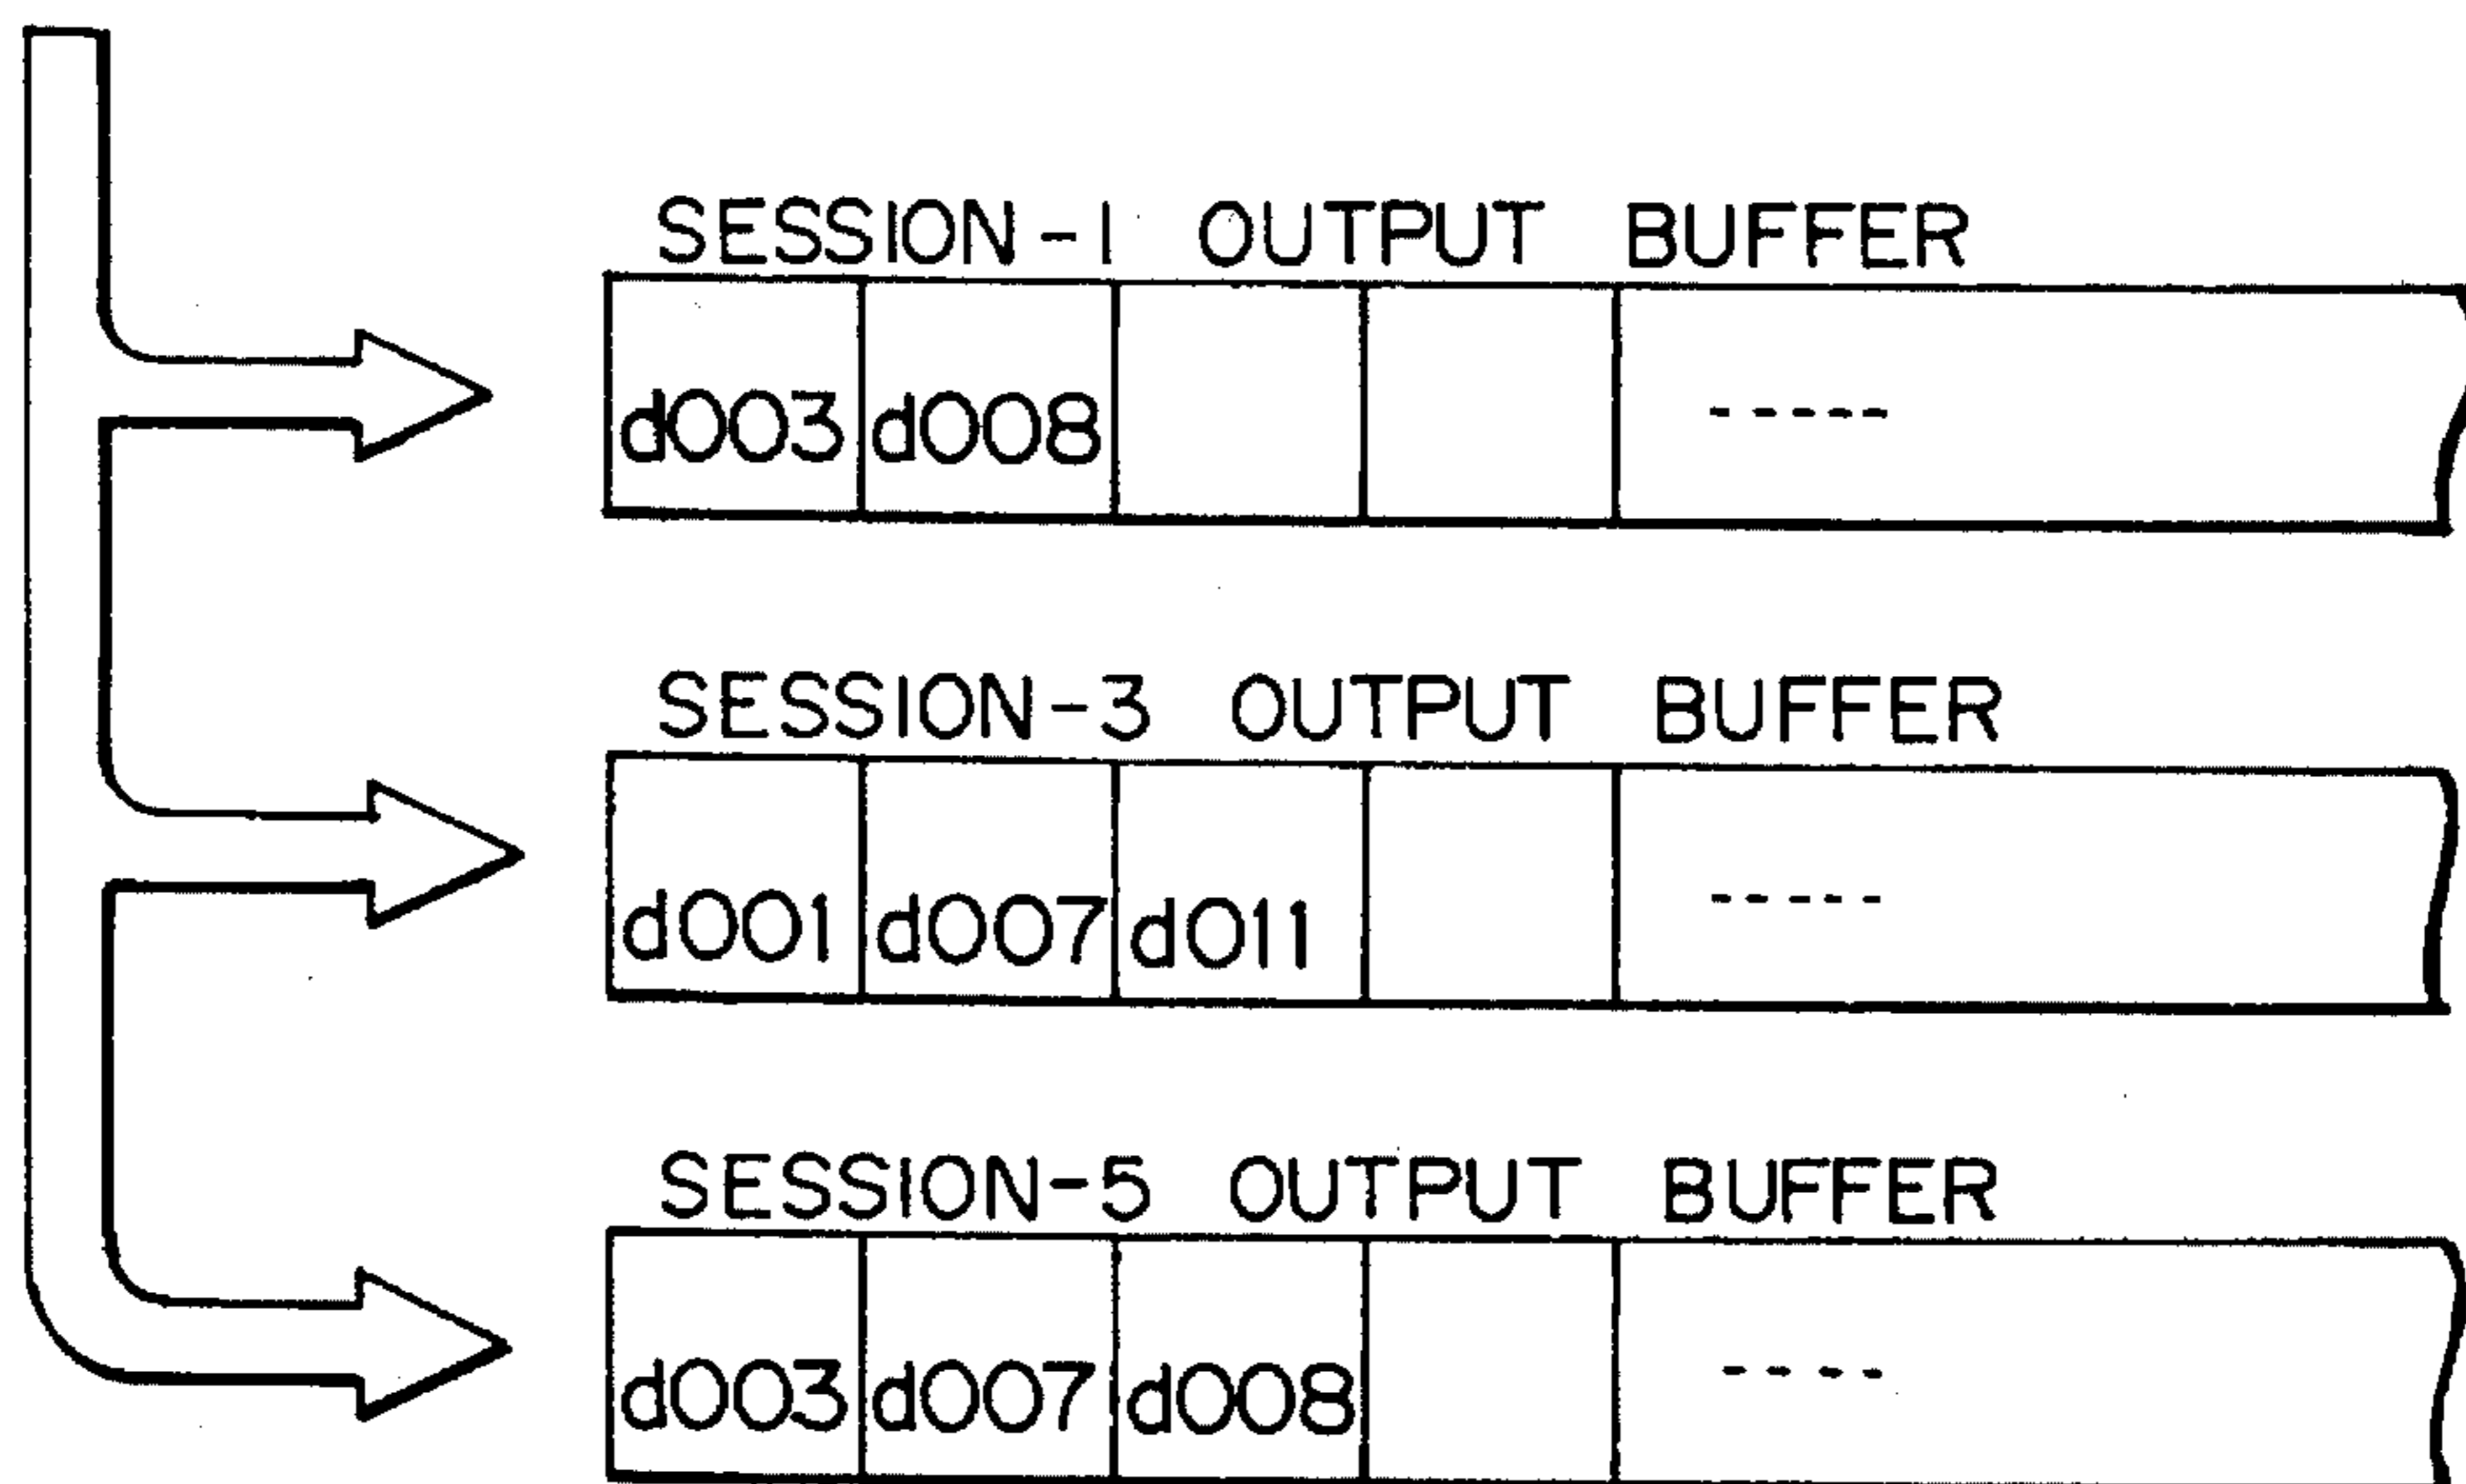 SESSION-1 OUTPUT BUFFER
d003 d008 -----
SESSION-3 OUTPUT BUFFER
d001 d007 d011 -----
SESSION-5 OUTPUT BUFFER
d003 d007 d008 ----